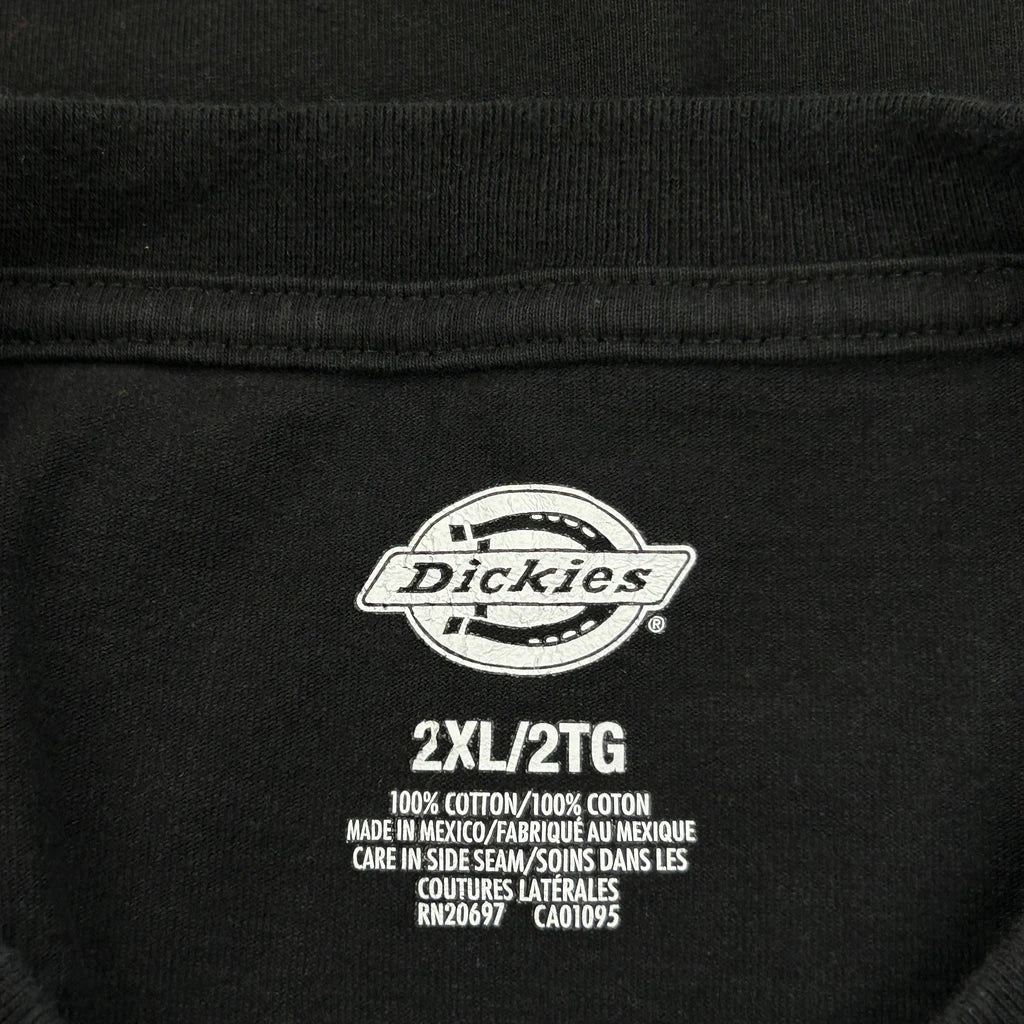 Dickies
®
2XL/2TG
100% COTTON/100% COTON
MADE IN MEXICO/FABRIQUÉ AU MEXIQUE
CARE IN SIDE SEAM/SOINS DANS LES
COUTURES LATÉRALES
RN20697 CA01095